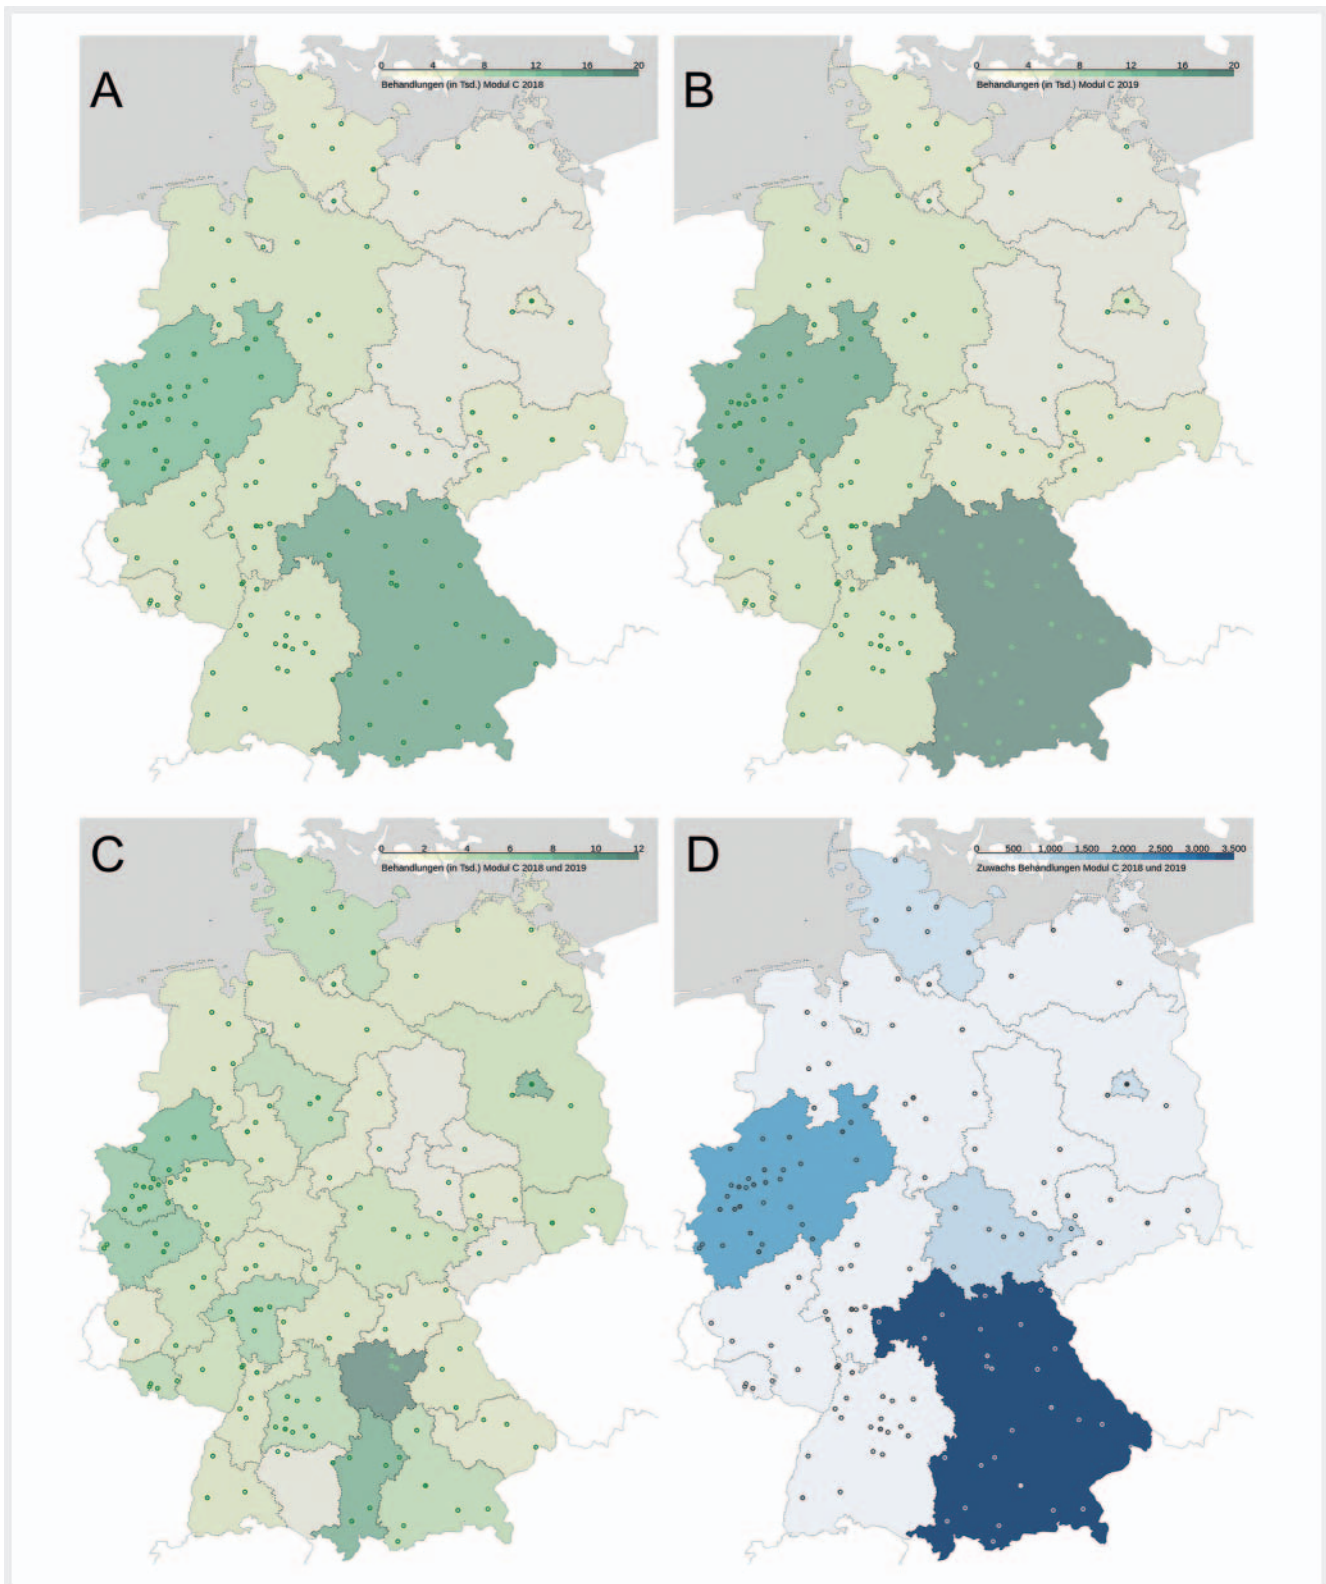 A
0 4 8 12 16 20
Behandlungen (in Tsd.) Modul C 2018
B
0 4 8 12 16 20
Behandlungen (in Tsd.) Modul C 2019
C
0 2 4 6 8 10 12
Behandlungen (in Tsd.) Modul C 2018 und 2019
D
0 500 1,000 1,500 2,000 2,500 3,000 3,500
Zuwachs Behandlungen Modul C 2018 und 2019